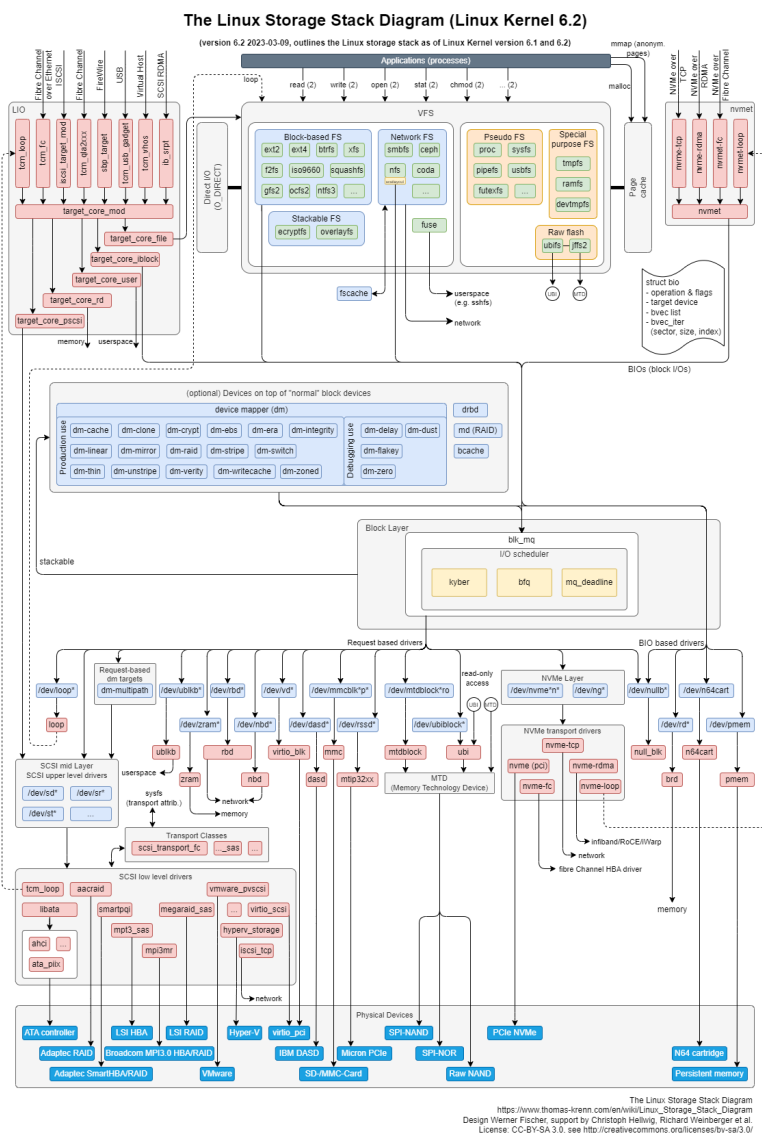 The Linux Storage Stack Diagram (Linux Kernel 6.2)
(version 6.2 2023-03-09, outlines the Linux storage stack as of Linux Kernel version 6.1 and 6.2)
mmap (anonym. pages)
Applications (processes)
loop
read (2)
write (2)
open (2)
stat (2)
chmod (2)
... (2)
malloc
Fibre Channel over Ethernet
ISCSI
Fibre Channel
FireWire
USB
Virtual Host
SCSI RDMA
LIO
tcm_loop
tcm_fc
iscsi_target_mod
tcm_qla2xxx
sbp_target
tcm_usb_gadget
tcm_vhos
ib_srpt
target_core_mod
target_core_file
target_core_iblock
target_core_user
target_core_rd
target_core_pscsi
memory
userspace
Direct I/O
(O_DIRECT)
VFS
Block-based FS
ext2
ext4
btrfs
xfs
f2fs
iso9660
squashfs
gfs2
ocfs2
ntfs3
...
Stackable FS
ecryptfs
overlayfs
Network FS
smbfs
ceph
nfs
coda
...
fuse
Pseudo FS
proc
sysfs
pipefs
usbfs
futexfs
...
Special
purpose FS
tmpfs
ramfs
devtmpfs
Raw flash
ubifs
jffs2
UBI
MTD
Page
cache
fscache
userspace
(e.g. sshfs)
network
NVMe over TCP
NVMe over RDMA
NVMe over Fibre Channel
nvmet
nvme-tcp
nvme-rdma
nvmet-fc
nvmet-loop
nvmet
struct bio
- operation & flags
- target device
- bvec list
- bvec_iter
(sector, size, index)
BIOs (block I/Os)
(optional) Devices on top of "normal" block devices
device mapper (dm)
Production use
dm-cache
dm-clone
dm-crypt
dm-ebs
dm-era
dm-integrity
dm-linear
dm-mirror
dm-raid
dm-stripe
dm-switch
dm-thin
dm-unstripe
dm-verity
dm-writecache
dm-zoned
Debugging use
dm-delay
dm-dust
dm-flakey
dm-zero
drbd
md (RAID)
bcache
Block Layer
blk_mq
I/O scheduler
kyber
bfq
mq_deadline
stackable
Request based drivers
BIO based drivers
Request-based
dm targets
dm-multipath
read-only
access
UBI
MTD
NVMe Layer
/dev/nvme*n*
/dev/ng*
/dev/loop*
/dev/ublkb*
/dev/rbd*
/dev/vd*
/dev/mmcblk*p*
/dev/mtdblock*ro
/dev/nullb*
/dev/n64cart
/dev/zram*
/dev/nbd*
/dev/dasd*
/dev/rssd*
/dev/ubiblock*
/dev/rd*
/dev/pmem
loop
ublkb
rbd
virtio_blk
mmc
mtdblock
ubi
null_blk
n64cart
userspace
zram
nbd
dasd
mtip32xx
brd
pmem
network
memory
MTD
(Memory Technology Device)
NVMe transport drivers
nvme-tcp
nvme (pci)
nvme-rdma
nvme-fc
nvme-loop
infiband/RoCE/iWarp
network
fibre Channel HBA driver
memory
SCSI mid Layer
SCSI upper level drivers
/dev/sd*
/dev/sr*
/dev/st*
...
sysfs
(transport attrib.)
Transport Classes
scsi_transport_fc
..._sas
...
SCSI low level drivers
tcm_loop
aacraid
vmware_pvscsi
libata
smartpqi
megaraid_sas
...
virtio_scsi
ahci
...
mpt3_sas
hyperv_storage
ata_piix
mpi3mr
iscsi_tcp
network
Physical Devices
ATA controller
LSI HBA
LSI RAID
Hyper-V
virtio_pci
SPI-NAND
PCIe NVMe
Adaptec RAID
Broadcom MPI3.0 HBA/RAID
IBM DASD
Micron PCIe
SPI-NOR
N64 cartridge
Adaptec SmartHBA/RAID
VMware
SD-/MMC-Card
Raw NAND
Persistent memory
The Linux Storage Stack Diagram
https://www.thomas-krenn.com/en/wiki/Linux_Storage_Stack_Diagram
Design Werner Fischer, support by Christoph Hellwig, Richard Weinberger et al.
License: CC-BY-SA 3.0, see http://creativecommons.org/licenses/by-sa/3.0/